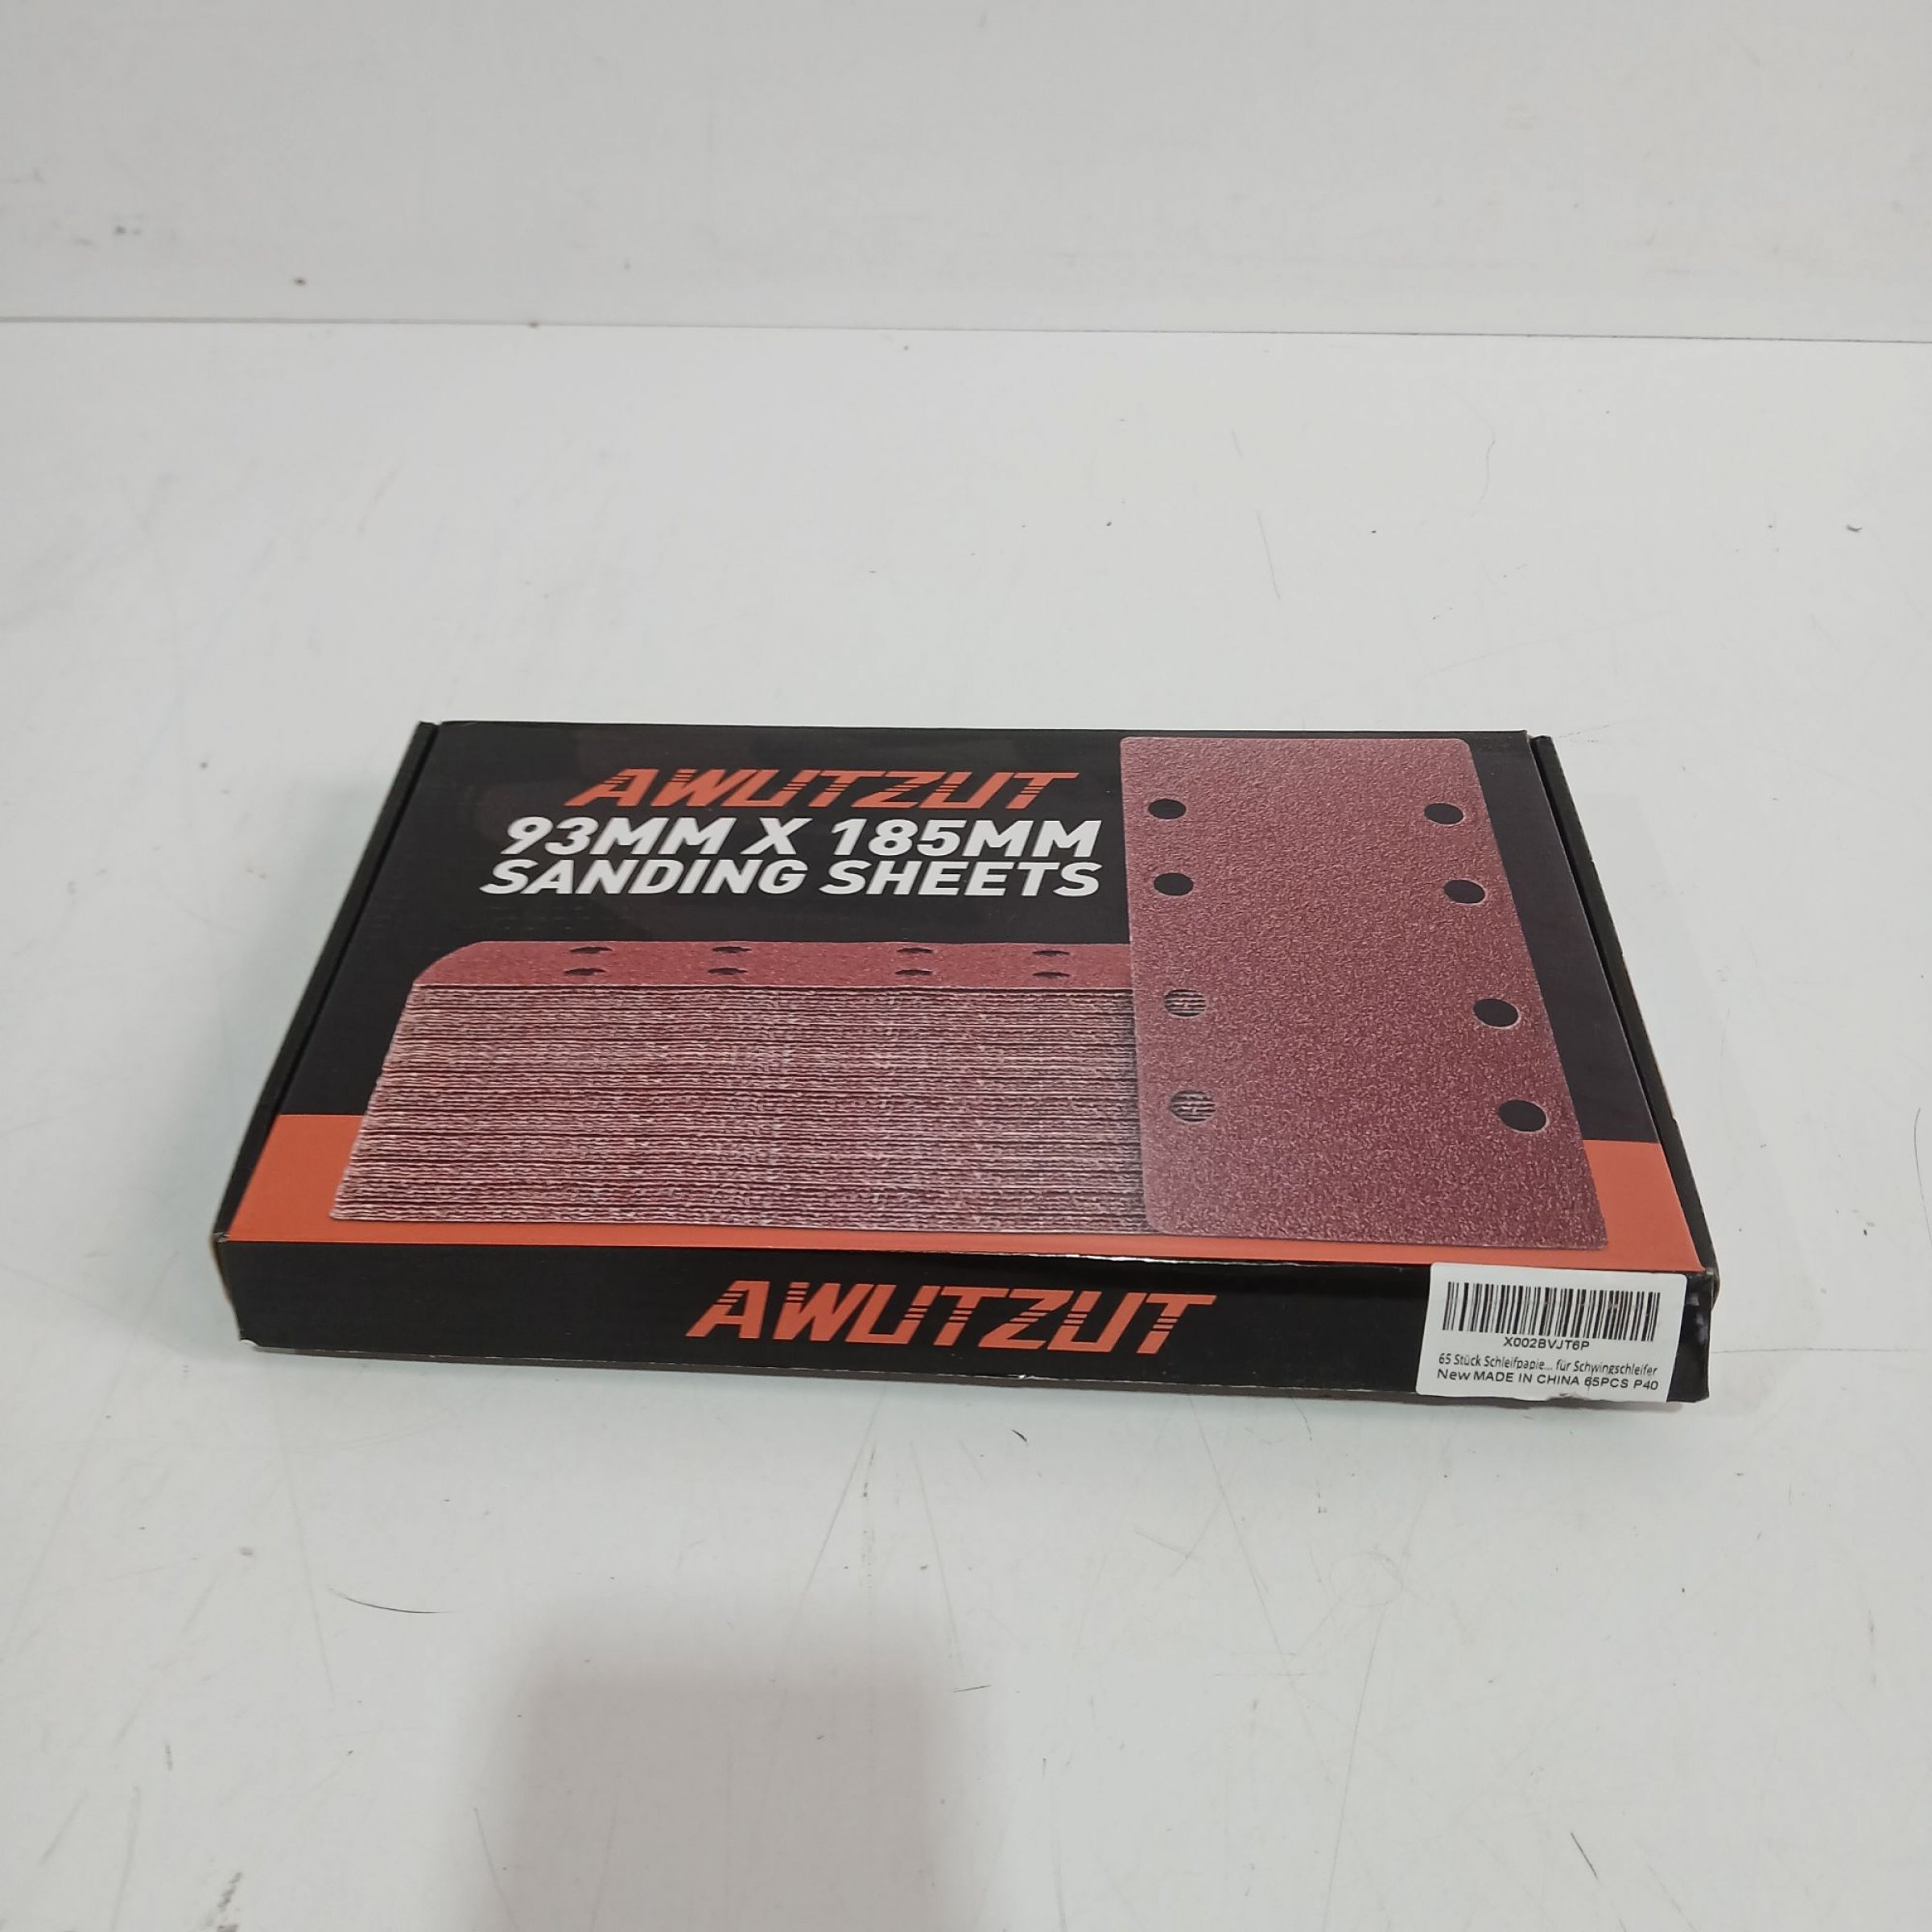 AWUTZUT
93MM X 185MM
SANDING SHEETS
AWUTZUT
X002BVJT6P
65 Stück Schleifpapie... für Schwingschleifer
New MADE IN CHINA 65PCS P40